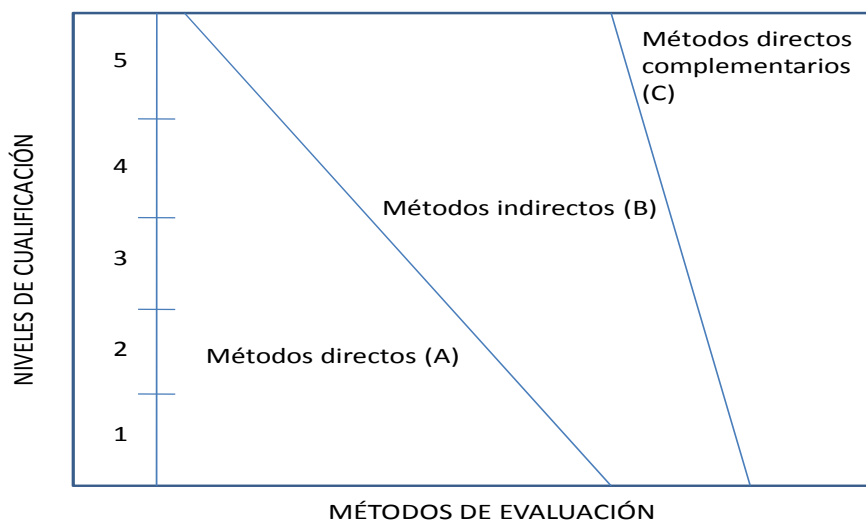 Métodos directos
complementarios
(C)
5
4
Métodos indirectos (B)
3
Métodos directos (A)
2
1
NIVELES DE CUALIFICACIÓN
MÉTODOS DE EVALUACIÓN